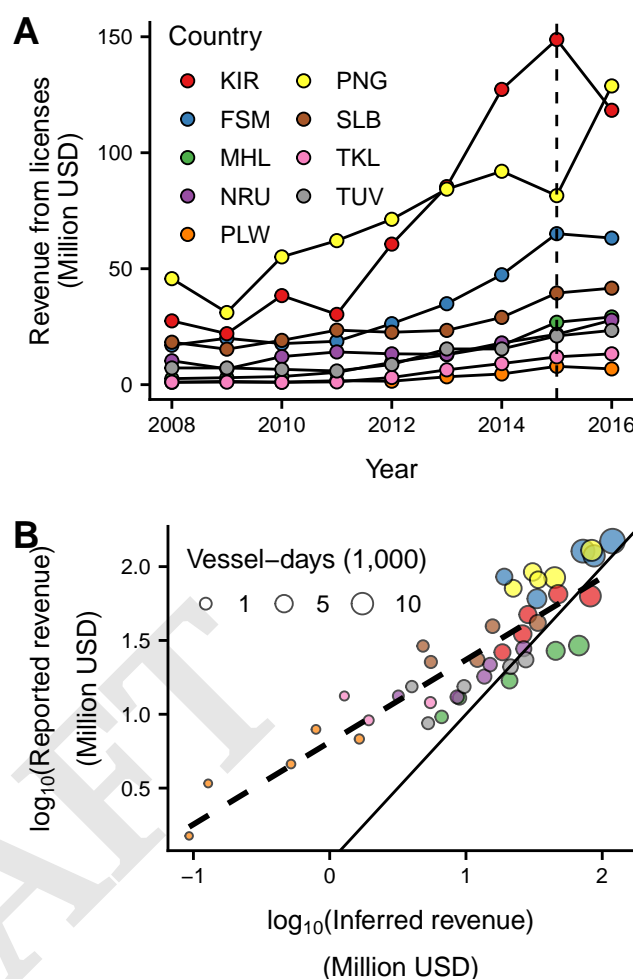 A
Revenue from licenses
(Million USD)
150
100
50
0
Country
KIR
PNG
FSM
SLB
MHL
TKL
NRU
TUV
PLW
2008
2010
2012
2014
2016
Year
B
log10(Reported revenue)
(Million USD)
2.0
1.5
1.0
0.5
Vessel−days (1,000)
1
5
10
−1
0
1
2
log10(Inferred revenue)
(Million USD)
AFT